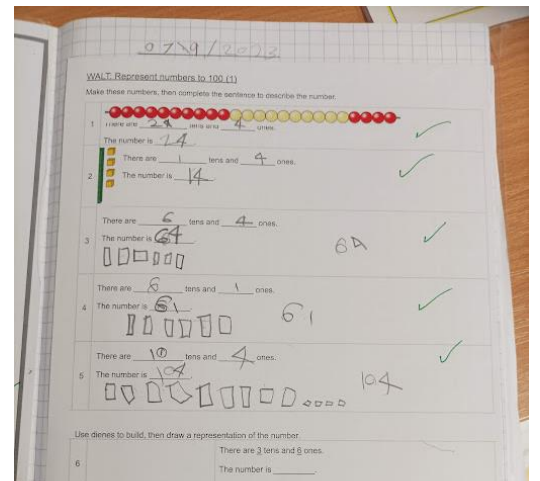 07/9/2023
WALT: Represent numbers to 100 (1)
Make these numbers, then complete the sentence to describe the number.
1 There are 24 tens and 4 ones.
The number is 24
2 There are 1 tens and 4 ones.
The number is 14
There are 6 tens and 4 ones.
3 The number is 64
64
There are 6 tens and 1 ones.
4 The number is 61
61
There are 10 tens and 4 ones.
5 The number is 104
104
Use dienes to build, then draw a representation of the number.
There are 3 tens and 6 ones.
6
The number is